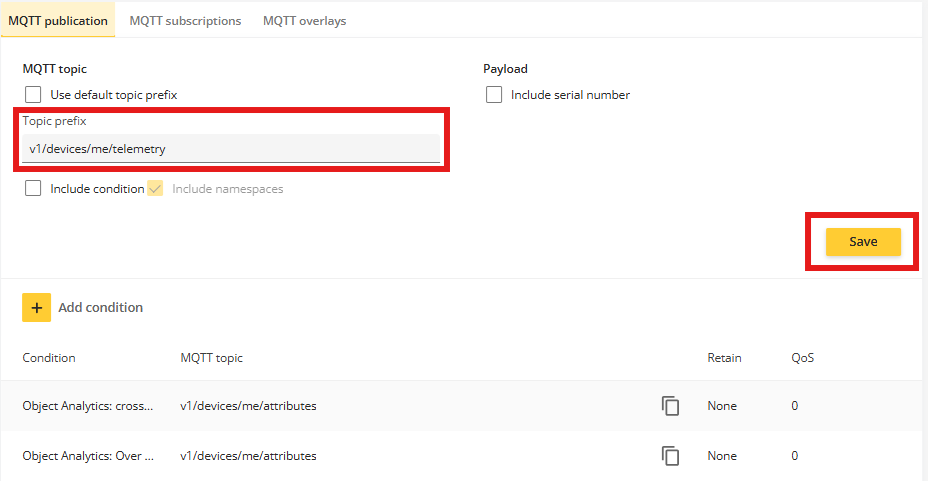 MQTT publication MQTT subscriptions MQTT overlays
MQTT topic Payload
Use default topic prefix Include serial number
Topic prefix
v1/devices/me/telemetry
Include condition Include namespaces
Save
+ Add condition
Condition MQTT topic Retain QoS
Object Analytics: cross... v1/devices/me/attributes None 0
Object Analytics: Over ... v1/devices/me/attributes None 0